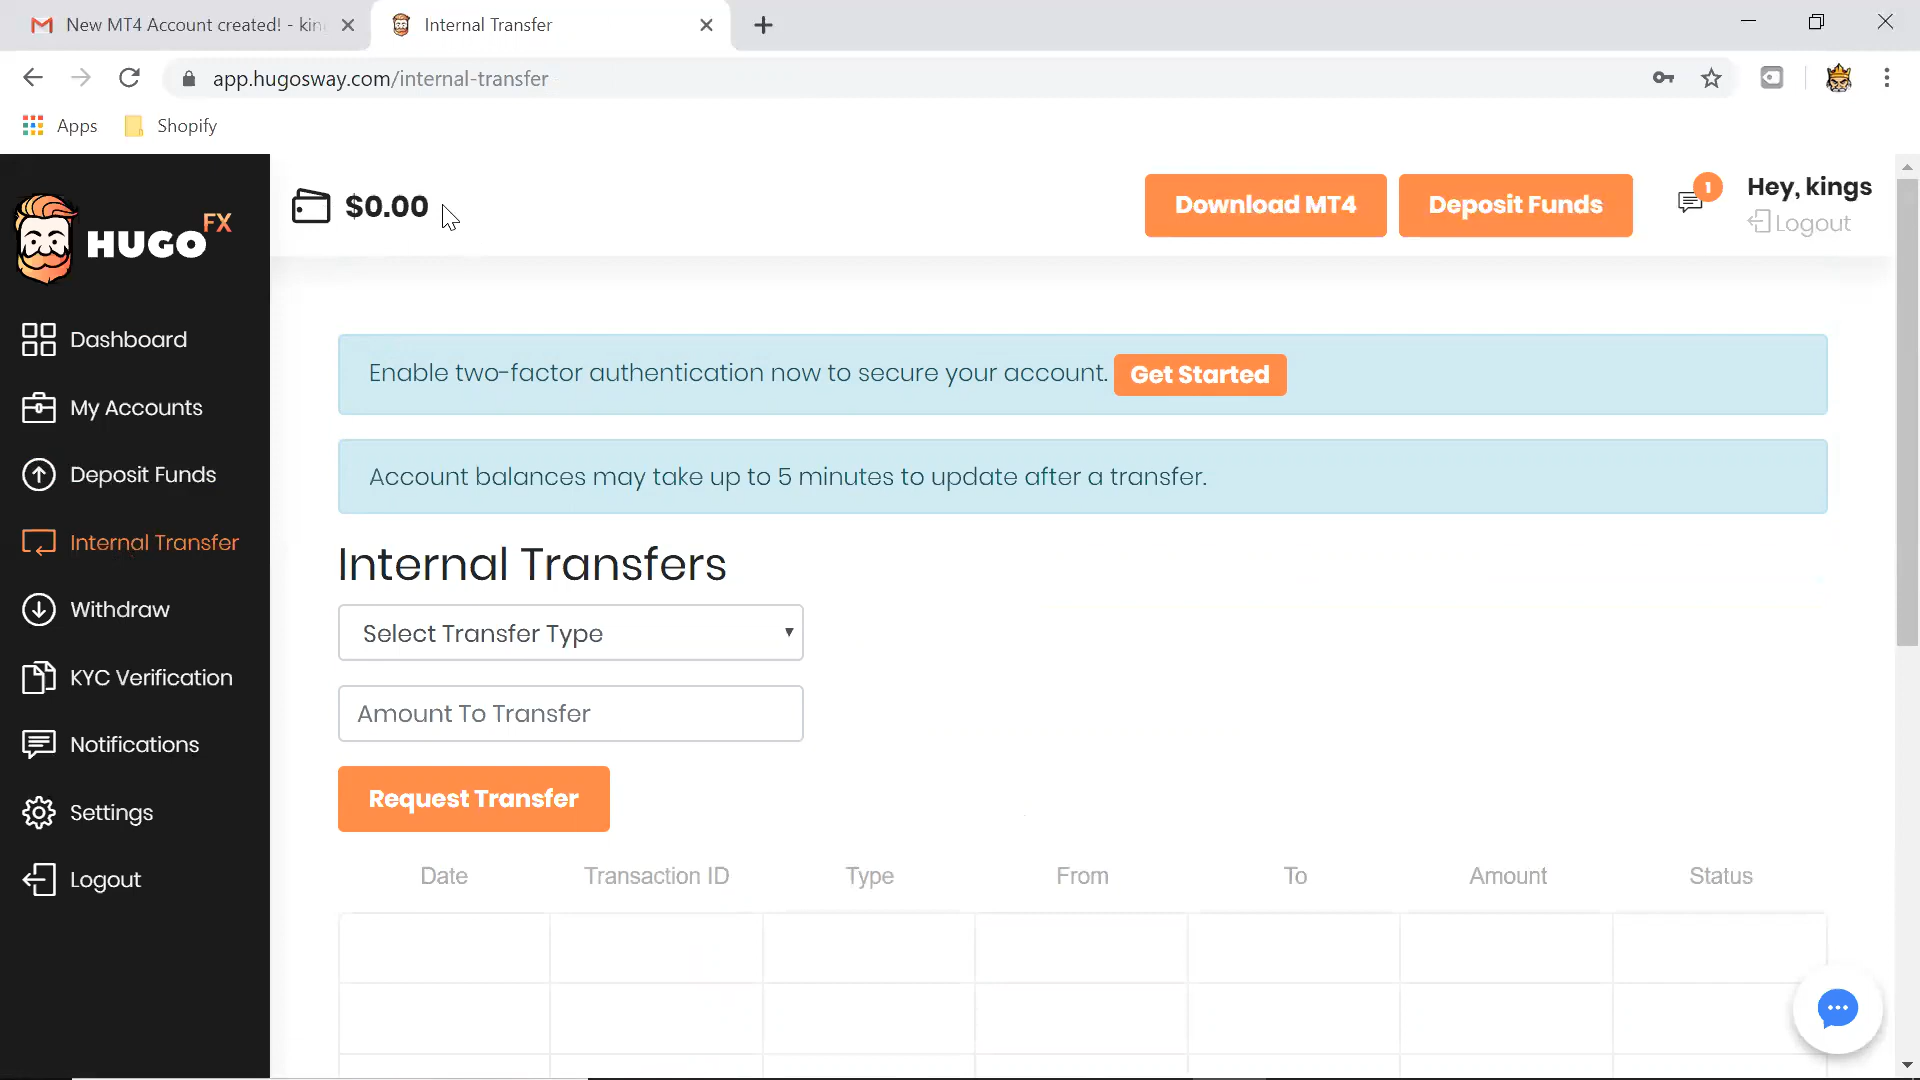 New MT4 Account created! - kin
Internal Transfer
app.hugosway.com/internal-transfer
Apps
Shopify
HUGO FX
$0.00
Download MT4
Deposit Funds
1
Hey, kings
Logout
Dashboard
My Accounts
Deposit Funds
Internal Transfer
Withdraw
KYC Verification
Notifications
Settings
Logout
Enable two-factor authentication now to secure your account. Get Started
Account balances may take up to 5 minutes to update after a transfer.
Internal Transfers
Select Transfer Type
Amount To Transfer
Request Transfer
Date Transaction ID Type From To Amount Status